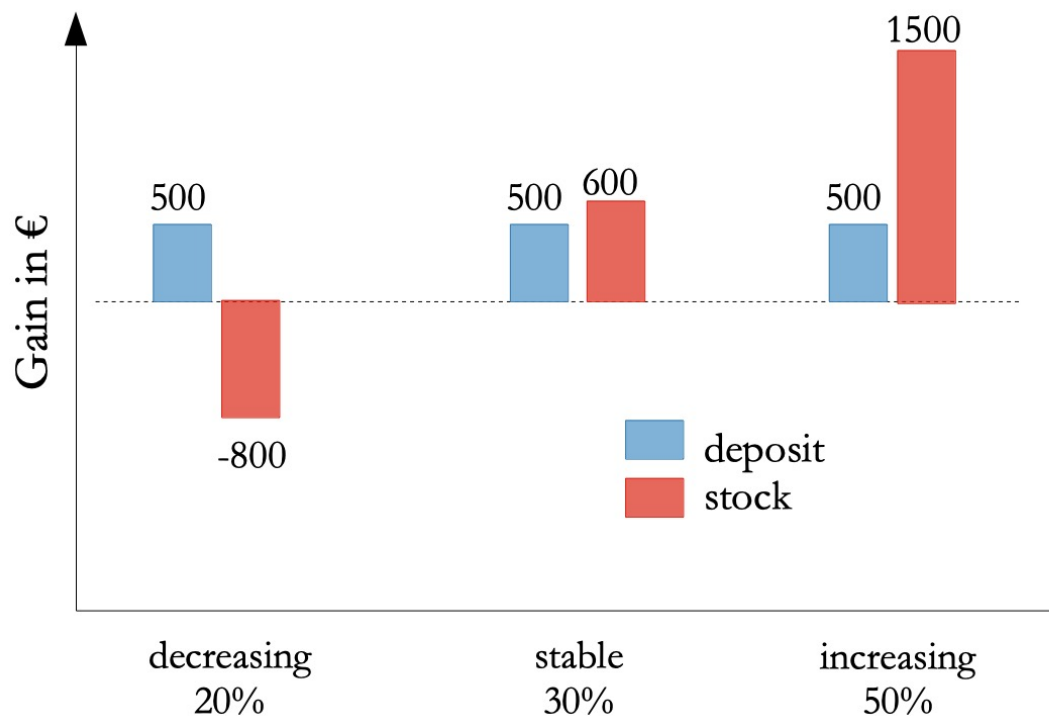 1500
500
500
600
500
Gain in €
-800
deposit
stock
decreasing
20%
stable
30%
increasing
50%